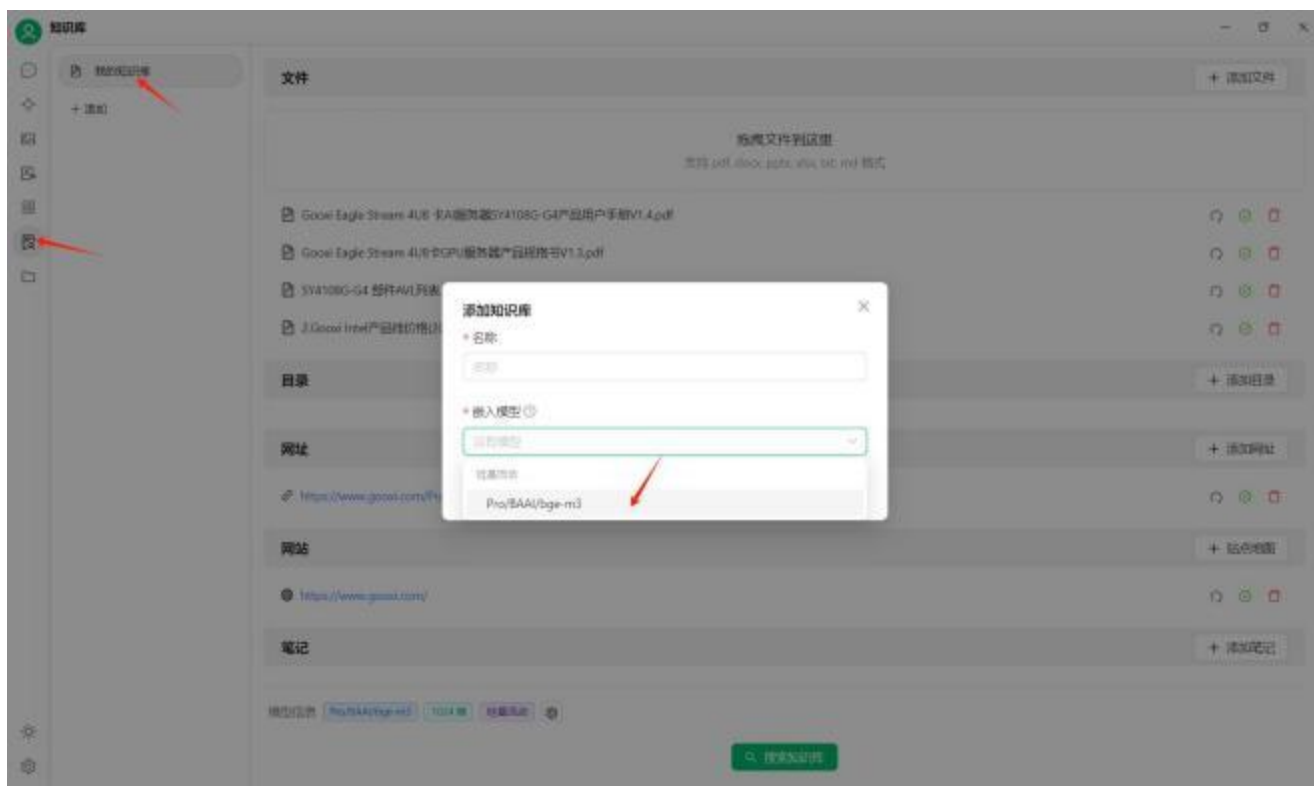 知识库
我的知识库
+ 添加
文件
+ 添加文件
拖拽文件到这里
支持 pdf, docx, pptx, xlsx, txt, md 格式
Gooxi Eagle Stream 4U8 卡AI服务器SY4108G-G4产品用户手册V1.4.pdf
Gooxi Eagle Stream 4U8卡GPU服务器产品规格书V1.3.pdf
SY4108G-G4 部件AVL列表
添加知识库
* 名称
名称
* 嵌入模型
选择模型
硅基流动
Pro/BAAI/bge-m3
目录
+ 添加目录
网址
+ 添加网址
https://www.gooxi.com/
网站
+ 站点地图
https://www.gooxi.com/
笔记
+ 添加笔记
模型信息 Pro/BAAI/bge-m3 1024 维 硅基流动
搜索知识库